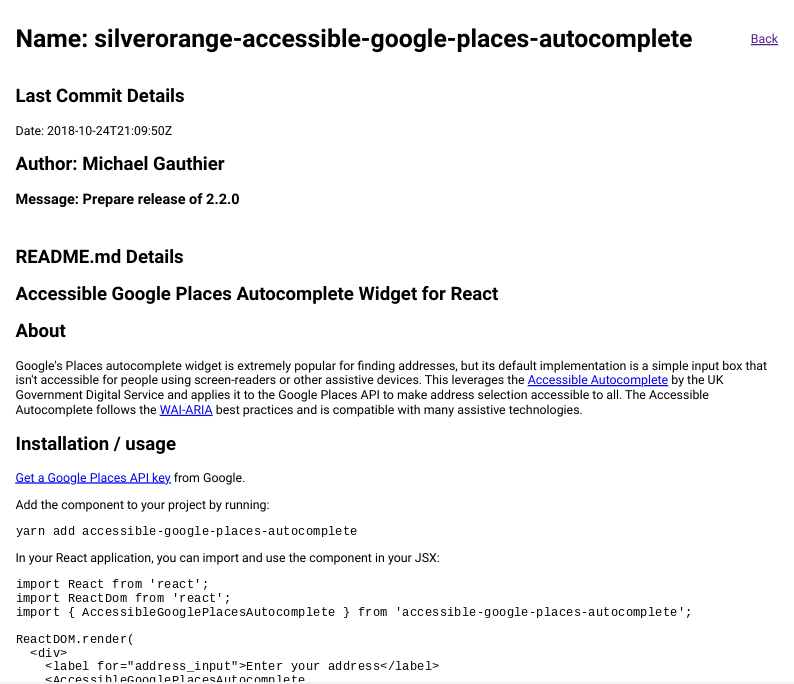 Name: silverorange-accessible-google-places-autocomplete
Back
Last Commit Details
Date: 2018-10-24T21:09:50Z
Author: Michael Gauthier
Message: Prepare release of 2.2.0
README.md Details
Accessible Google Places Autocomplete Widget for React
About
Google's Places autocomplete widget is extremely popular for finding addresses, but its default implementation is a simple input box that
isn't accessible for people using screen-readers or other assistive devices. This leverages the Accessible Autocomplete by the UK
Government Digital Service and applies it to the Google Places API to make address selection accessible to all. The Accessible
Autocomplete follows the WAI-ARIA best practices and is compatible with many assistive technologies.
Installation / usage
Get a Google Places API key from Google.
Add the component to your project by running:
yarn add accessible-google-places-autocomplete
In your React application, you can import and use the component in your JSX:
import React from 'react';
import ReactDom from 'react';
import { AccessibleGooglePlacesAutocomplete } from 'accessible-google-places-autocomplete';
ReactDOM.render(
  <div>
    <label for="address_input">Enter your address</label>
    <AccessibleGooglePlacesAutocomplete